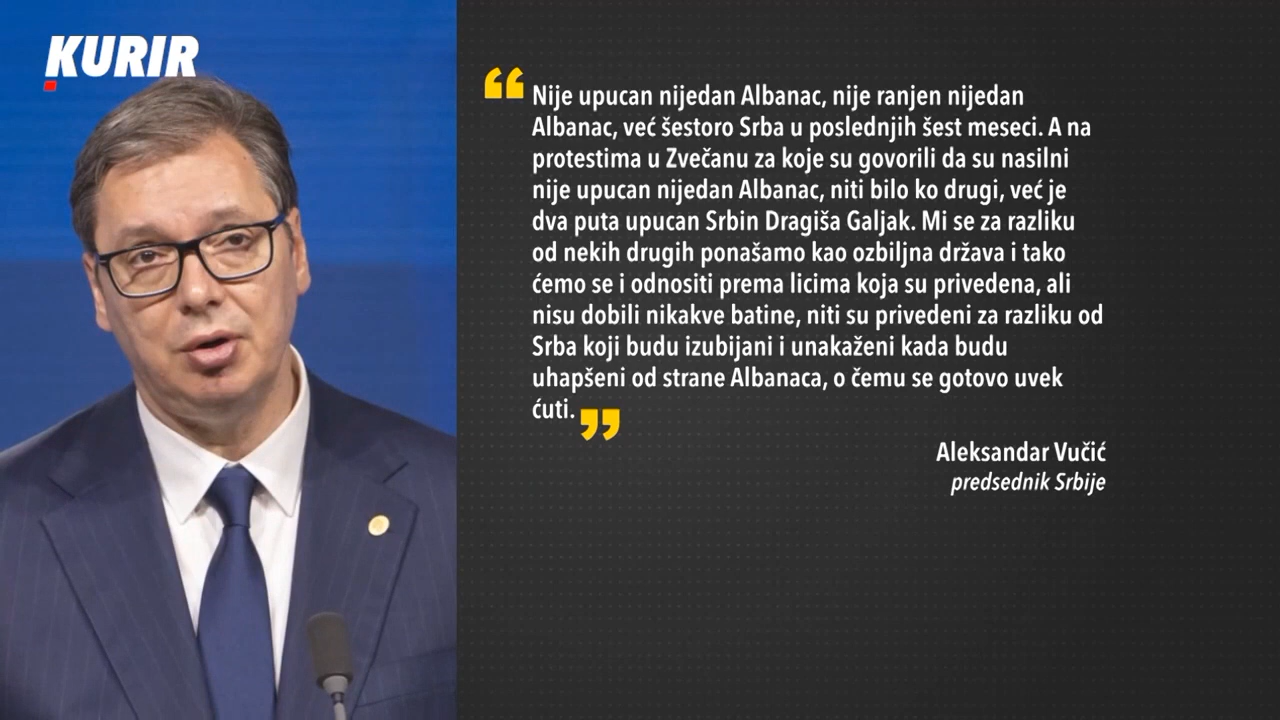 KURIR
Nije upucan nijedan Albanac, nije ranjen nijedan
Albanac, već šestoro Srba u poslednjih šest meseci. A na
protestima u Zvečanu za koje su govorili da su nasilni
nije upucan nijedan Albanac, niti bilo ko drugi, već je
dva puta upucan Srbin Dragiša Galjak. Mi se za razliku
od nekih drugih ponašamo kao ozbiljna država i tako
ćemo se i odnositi prema licima koja su privedena, ali
nisu dobili nikakve batine, niti su privedeni za razliku od
Srba koji budu izubijani i unakaženi kada budu
uhapšeni od strane Albanaca, o čemu se gotovo uvek
ćuti.
Aleksandar Vučić
predsednik Srbije